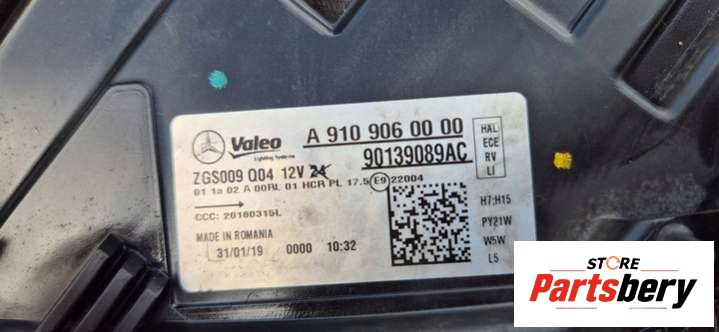 Valeo
Lighting Systems
A 910 906 00 00
90139089AC
ZGS009 Q04 12V 24
01 1a 02 A 00RL 01 HCR PL 17.5 E9 22004
CCC: 20160315L
MADE IN ROMANIA
31/01/19 0000 10:32
HAL
ECE
RV
LI
H7;H15
PY21W
W5W
L5
STORE
Partsbery